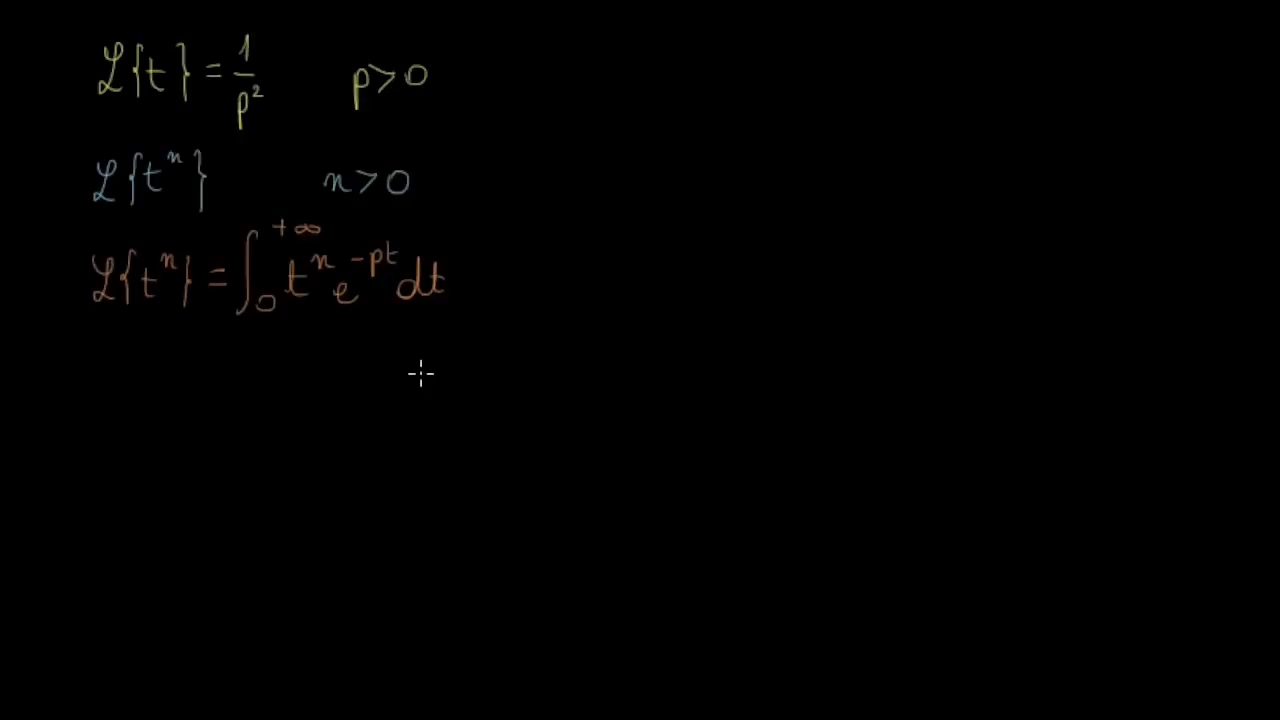 ℒ{t} = 1/p² p > 0
ℒ{tⁿ} n > 0
ℒ{tⁿ} = ∫₀^{+∞} tⁿ e^{-pt} dt